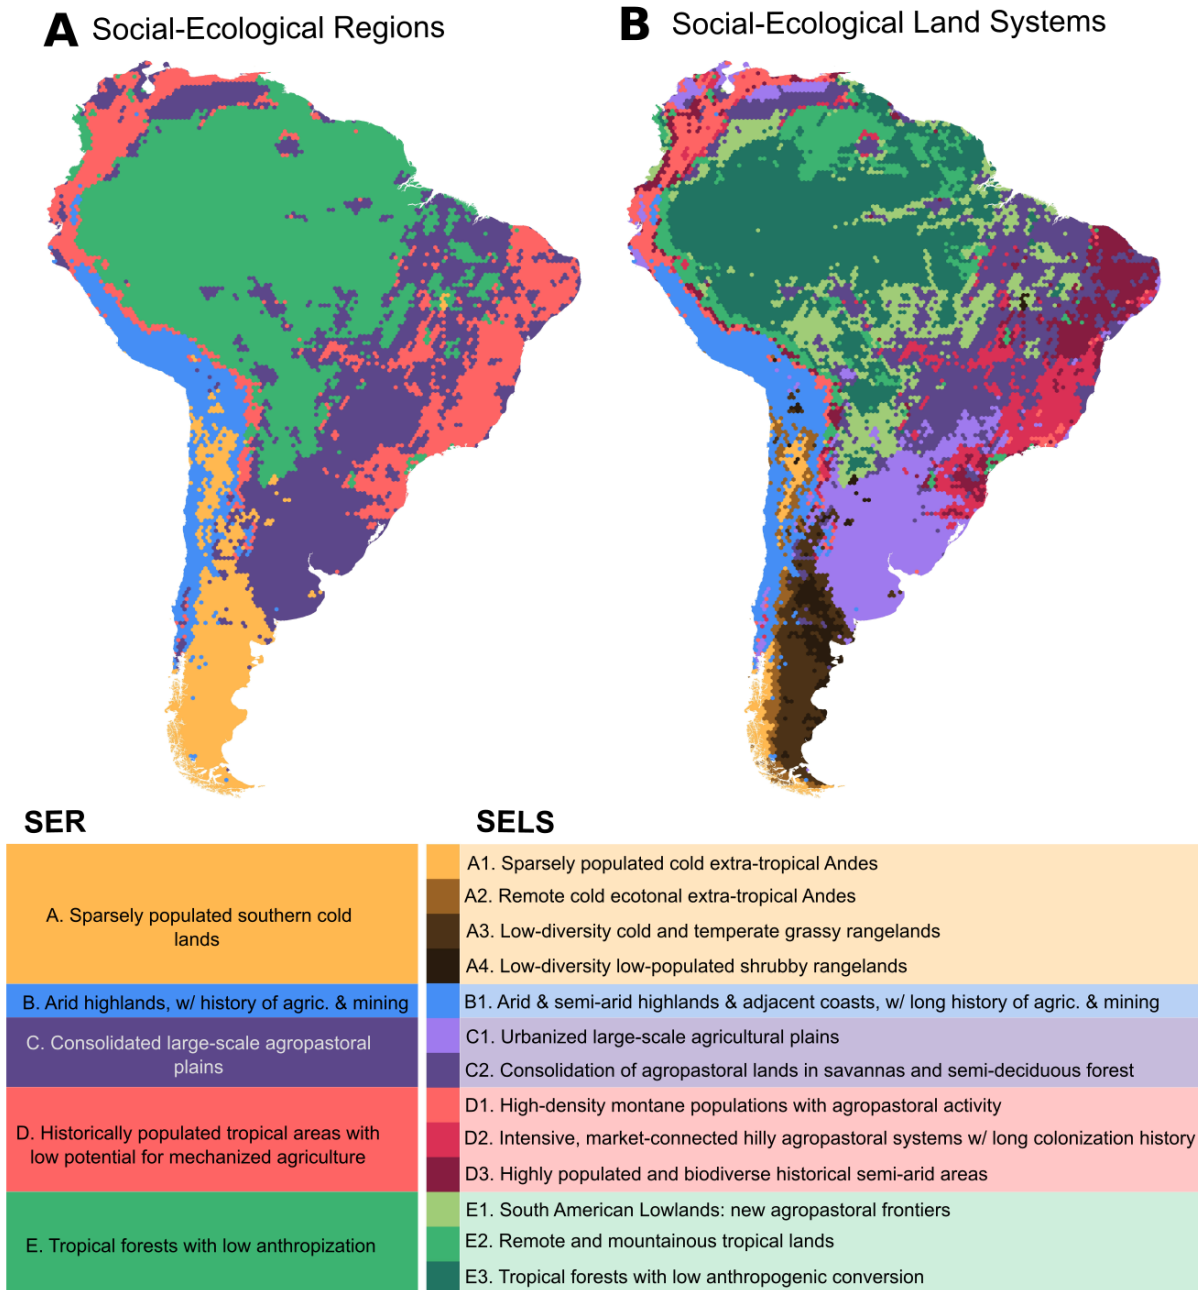 A Social-Ecological Regions
B Social-Ecological Land Systems
SER
SELS
A. Sparsely populated southern cold
lands
B. Arid highlands, w/ history of agric. & mining
C. Consolidated large-scale agropastoral
plains
D. Historically populated tropical areas with
low potential for mechanized agriculture
E. Tropical forests with low anthropization
A1. Sparsely populated cold extra-tropical Andes
A2. Remote cold ecotonal extra-tropical Andes
A3. Low-diversity cold and temperate grassy rangelands
A4. Low-diversity low-populated shrubby rangelands
B1. Arid & semi-arid highlands & adjacent coasts, w/ long history of agric. & mining
C1. Urbanized large-scale agricultural plains
C2. Consolidation of agropastoral lands in savannas and semi-deciduous forest
D1. High-density montane populations with agropastoral activity
D2. Intensive, market-connected hilly agropastoral systems w/ long colonization history
D3. Highly populated and biodiverse historical semi-arid areas
E1. South American Lowlands: new agropastoral frontiers
E2. Remote and mountainous tropical lands
E3. Tropical forests with low anthropogenic conversion